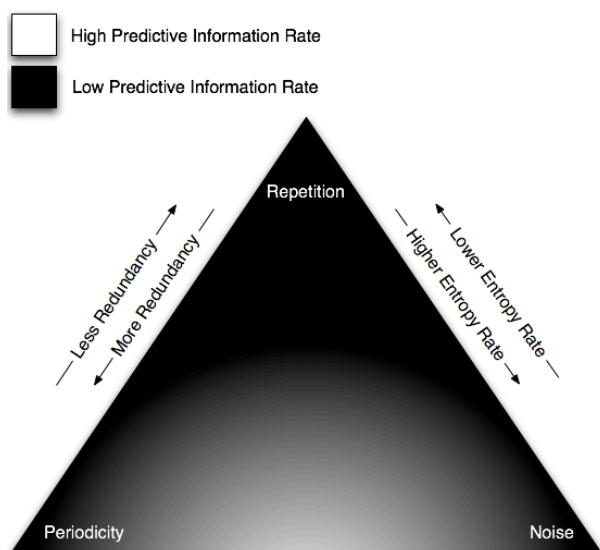 High Predictive Information Rate
Low Predictive Information Rate
Repetition
Less Redundancy
More Redundancy
Lower Entropy Rate
Higher Entropy Rate
Periodicity
Noise